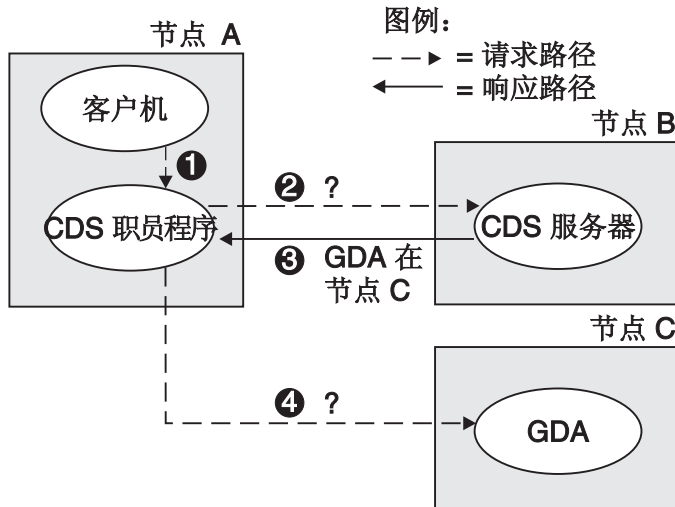 图例：
节点 A
= 请求路径
= 响应路径
节点 B
客户机
❶
❷ ?
CDS 职员程序
CDS 服务器
❸ GDA 在
节点 C
节点 C
❹ ?
GDA